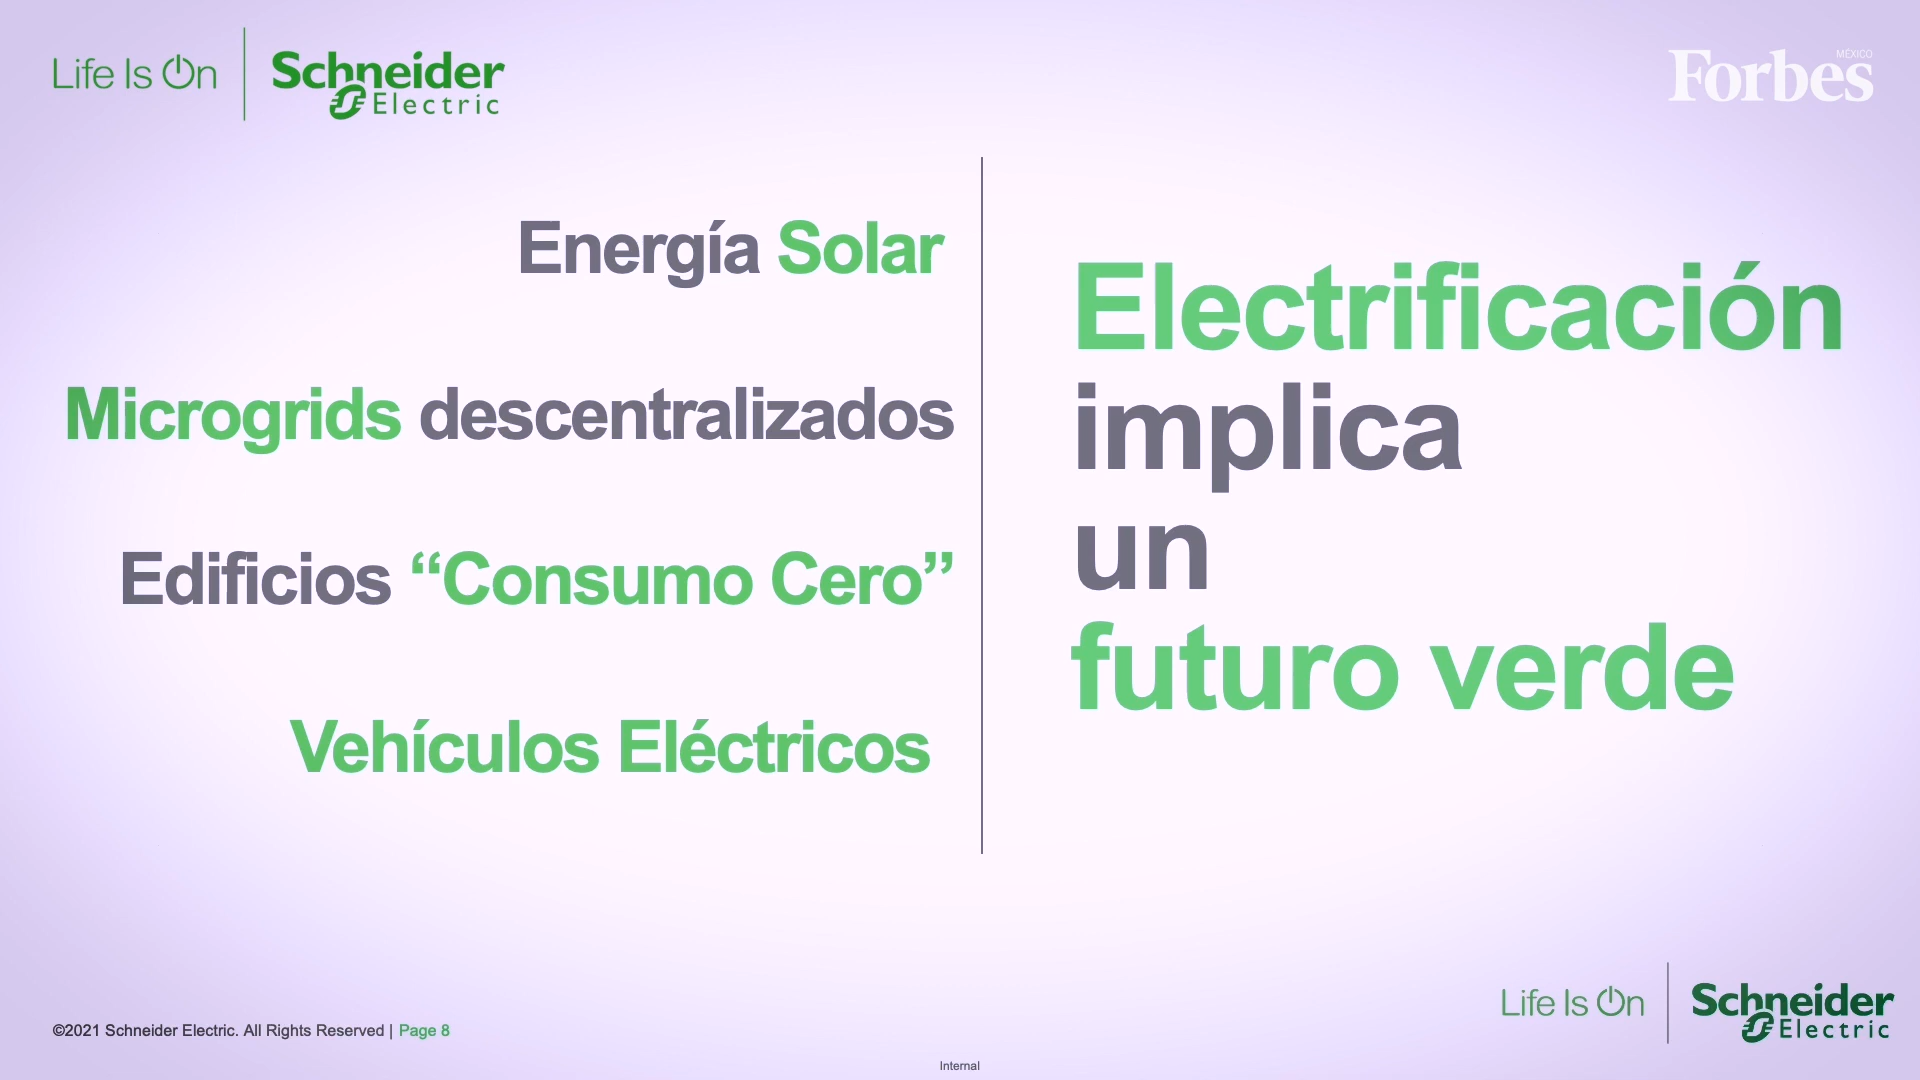 Life Is On
Schneider
Electric
MÉXICO
Forbes
Energía Solar
Microgrids descentralizados
Edificios “Consumo Cero”
Vehículos Eléctricos
Electrificación
implica
un
futuro verde
©2021 Schneider Electric. All Rights Reserved | Page 8
Internal
Life Is On
Schneider
Electric